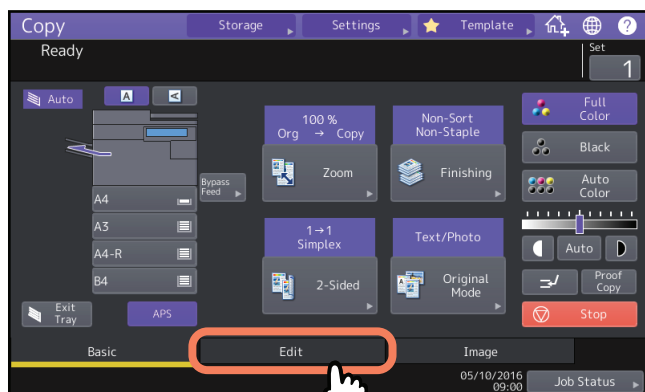 Copy
Storage
Settings
Template
?
Ready
Set
1
Auto
A
A
100 %
Org → Copy
Non-Sort
Non-Staple
Full
Color
Zoom
Finishing
Black
Bypass
Feed
Auto
Color
A4
A3
A4-R
B4
1→1
Simplex
Text/Photo
2-Sided
Original
Mode
Auto
Proof
Copy
Exit
Tray
APS
Stop
Basic
Edit
Image
05/10/2016
09:00
Job Status